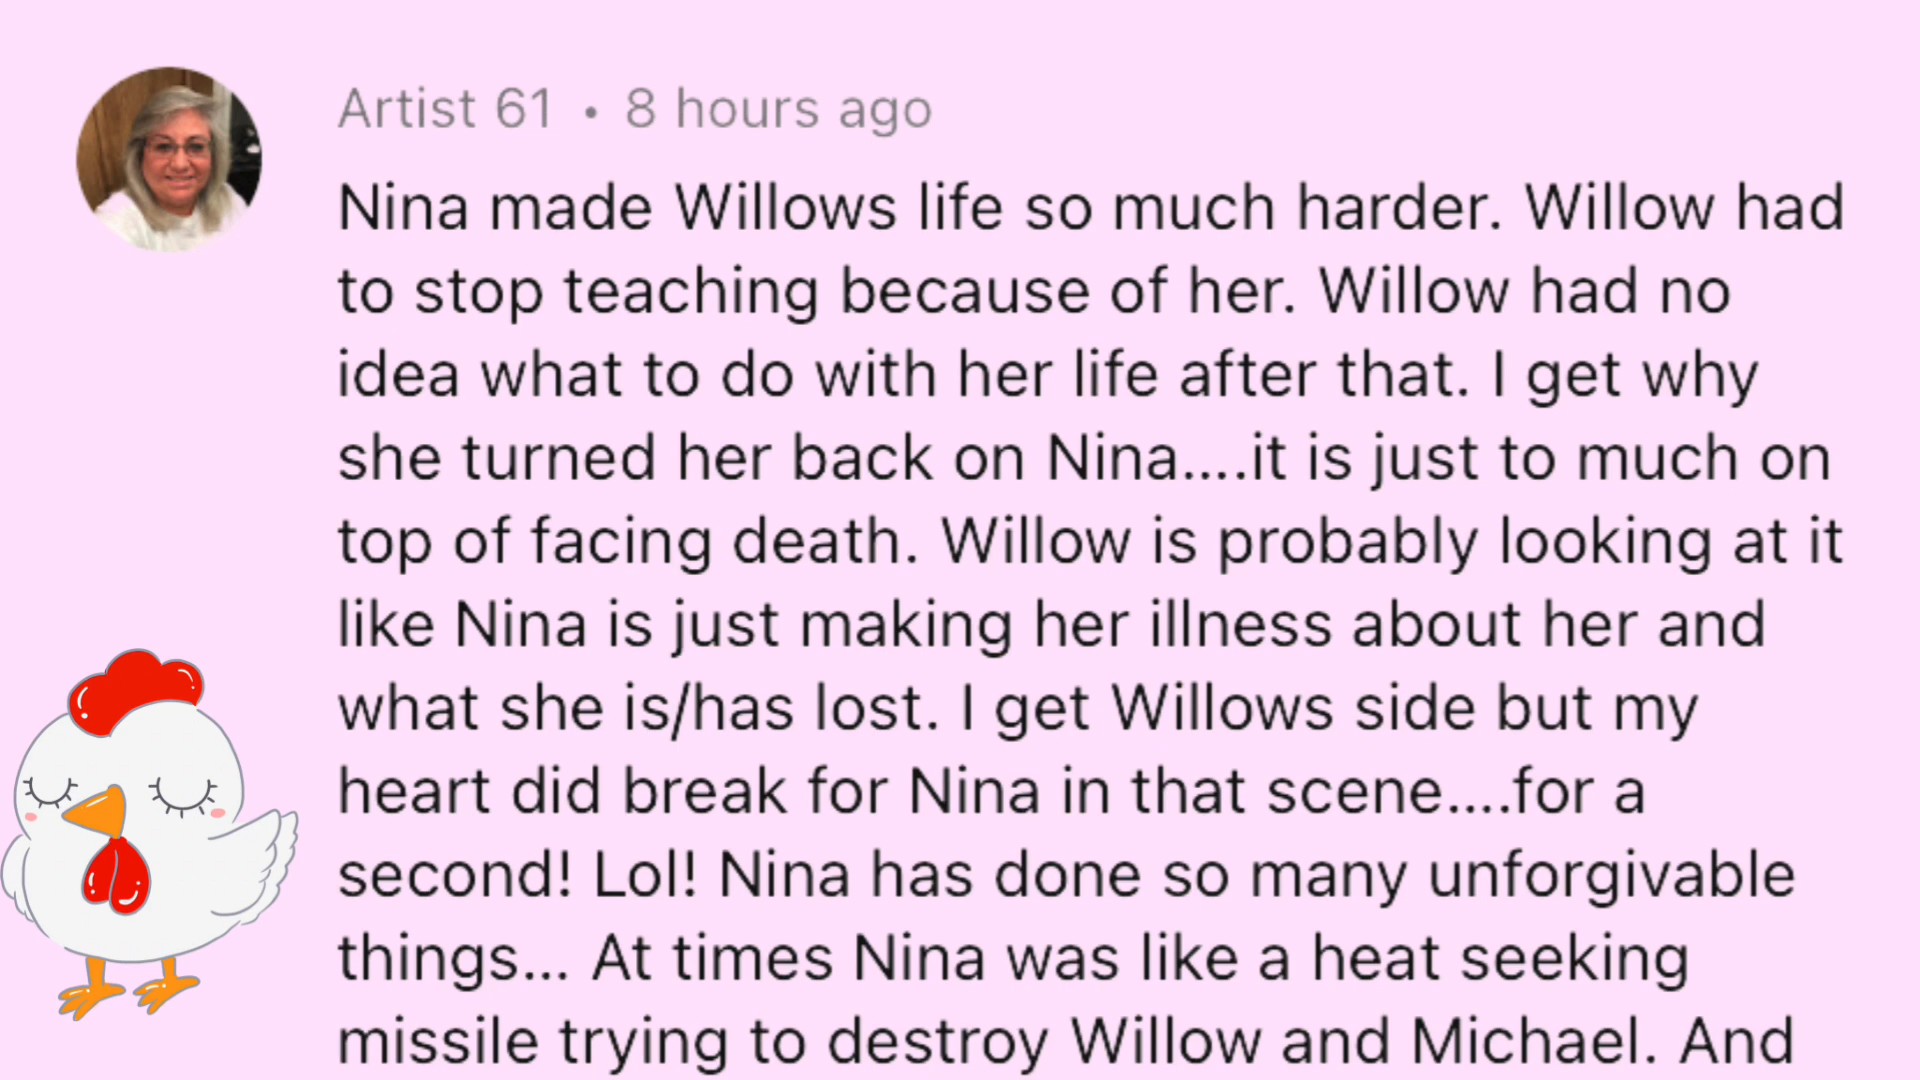 Artist 61 • 8 hours ago
Nina made Willows life so much harder. Willow had
to stop teaching because of her. Willow had no
idea what to do with her life after that. I get why
she turned her back on Nina....it is just to much on
top of facing death. Willow is probably looking at it
like Nina is just making her illness about her and
what she is/has lost. I get Willows side but my
heart did break for Nina in that scene....for a
second! Lol! Nina has done so many unforgivable
things... At times Nina was like a heat seeking
missile trying to destroy Willow and Michael. And